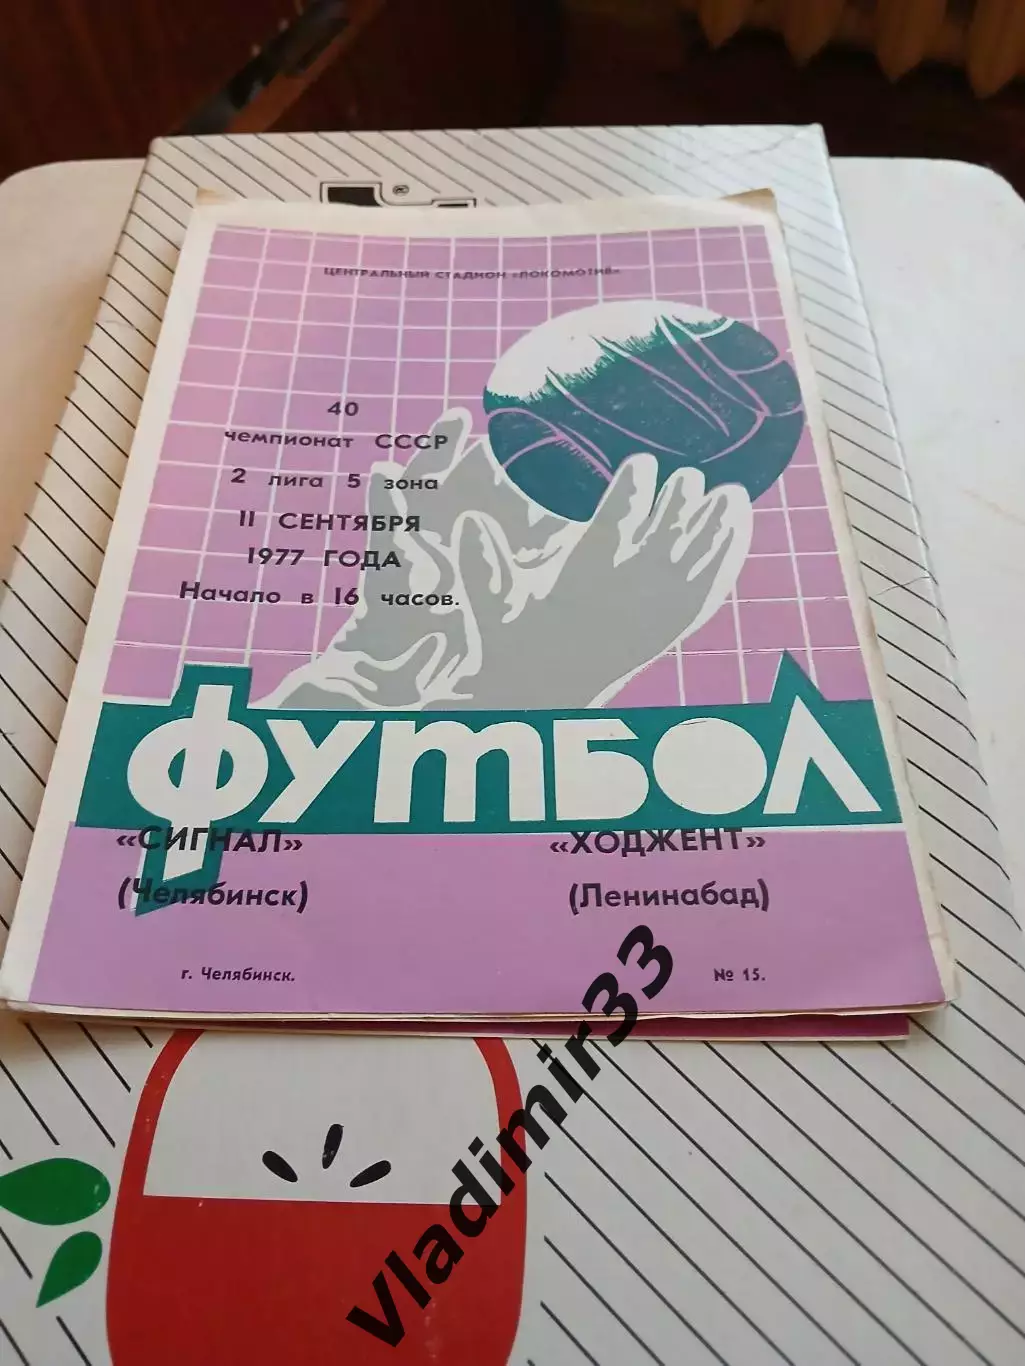 ЦЕНТРАЛЬНЫЙ СТАДИОН «ЛОКОМОТИВ»
40
чемпионат СССР
2 лига 5 зона
11 СЕНТЯБРЯ
1977 ГОДА
Начало в 16 часов.
ФУТБОЛ
«СИГНАЛ» «ХОДЖЕНТ»
(Челябинск) (Ленинабад)
г. Челябинск. № 15.
Vladimir33